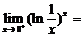 lim_{x→0⁺} (ln 1/x)^x =